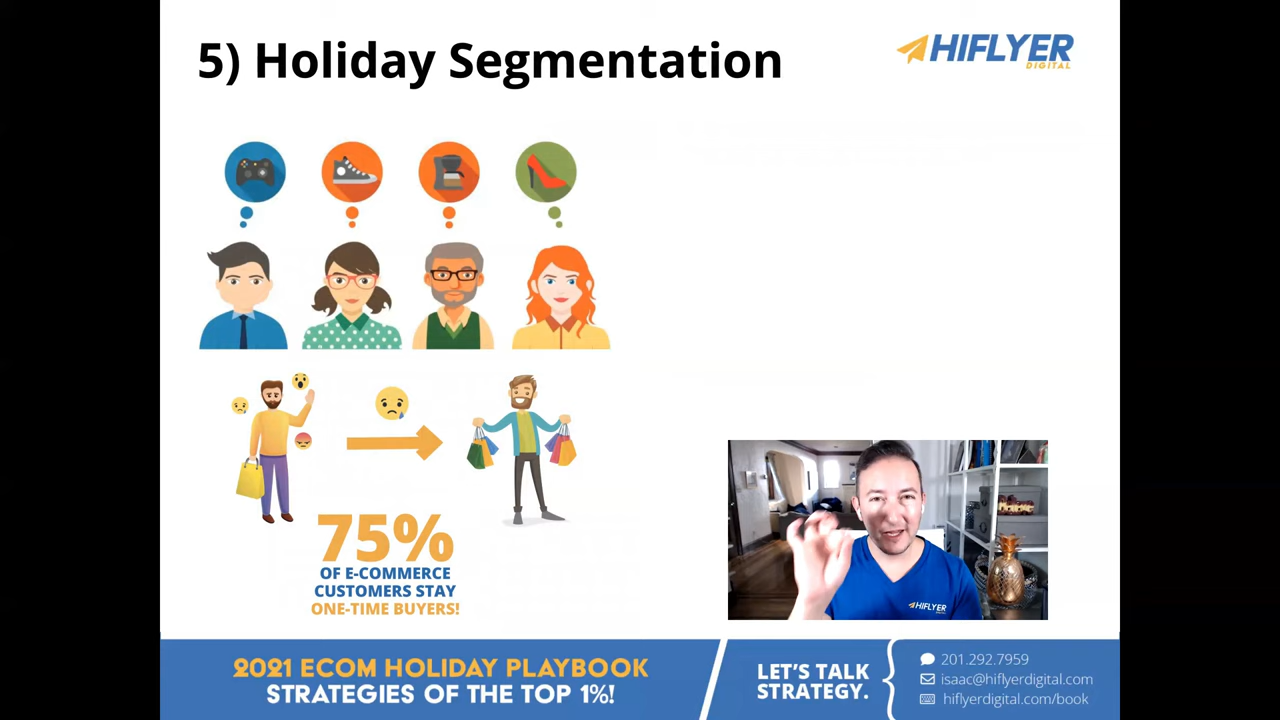 5) Holiday Segmentation
HIFLYER
DIGITAL
75%
OF E-COMMERCE
CUSTOMERS STAY
ONE-TIME BUYERS!
HIFLYER
2021 ECOM HOLIDAY PLAYBOOK
STRATEGIES OF THE TOP 1%!
LET'S TALK
STRATEGY.
201.292.7959
isaac@hiflyerdigital.com
hiflyerdigital.com/book